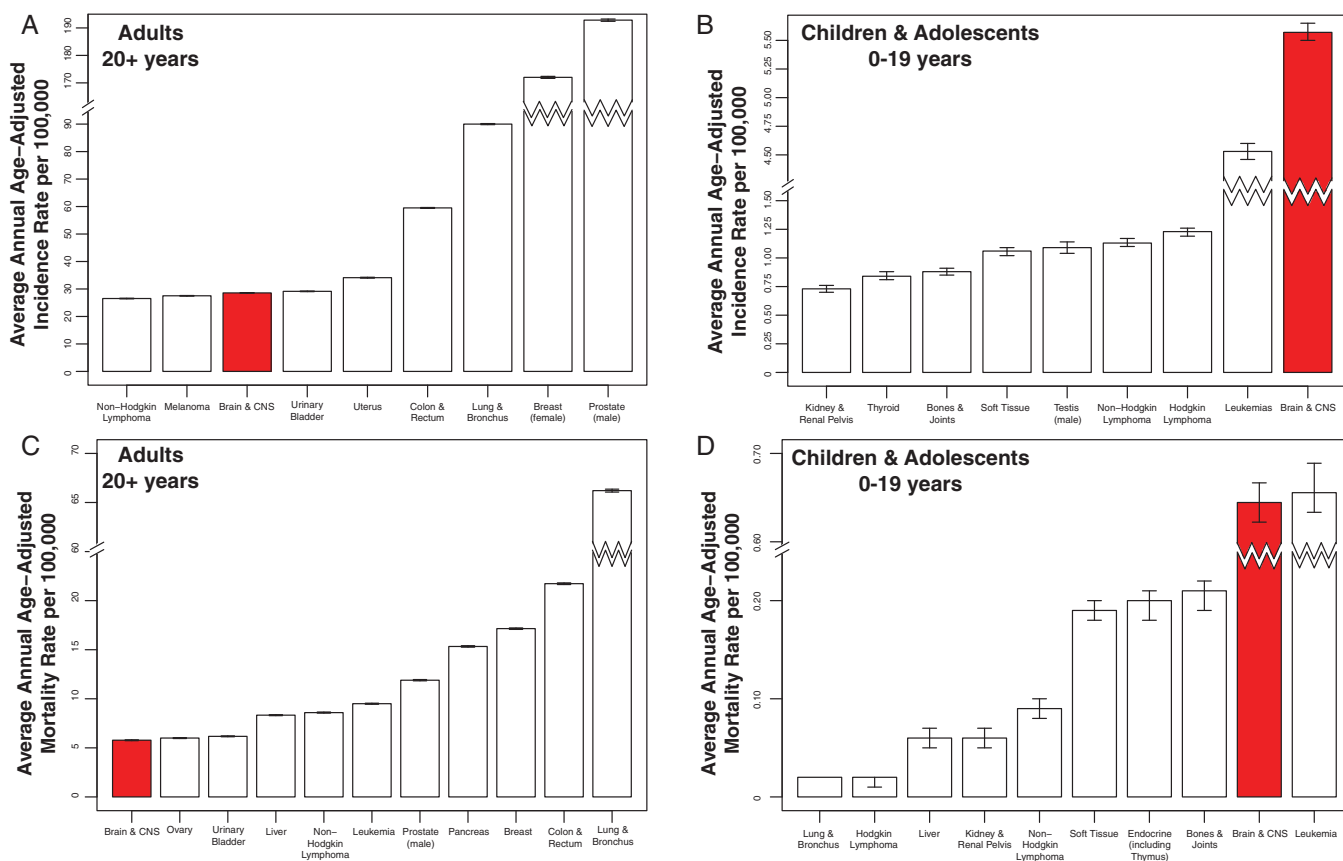 A
Adults
20+ years
Average Annual Age–Adjusted
Incidence Rate per 100,000
190
180
170
160
90
80
70
60
50
40
30
20
10
0
Non–Hodgkin
Lymphoma
Melanoma
Brain & CNS
Urinary
Bladder
Uterus
Colon &
Rectum
Lung &
Bronchus
Breast
(female)
Prostate
(male)
B
Children & Adolescents
0-19 years
Average Annual Age–Adjusted
Incidence Rate per 100,000
5.50
5.25
5.00
4.75
4.50
1.50
1.25
1.00
0.75
0.50
0.25
0
Kidney &
Renal Pelvis
Thyroid
Bones &
Joints
Soft Tissue
Testis
(male)
Non–Hodgkin
Lymphoma
Hodgkin
Lymphoma
Leukemias
Brain & CNS
C
Adults
20+ years
Average Annual Age–Adjusted
Mortality Rate per 100,000
70
65
60
20
15
10
5
0
Brain & CNS
Ovary
Urinary
Bladder
Liver
Non–
Hodgkin
Lymphoma
Leukemia
Prostate
(male)
Pancreas
Breast
Colon &
Rectum
Lung &
Bronchus
D
Children & Adolescents
0-19 years
Average Annual Age–Adjusted
Mortality Rate per 100,000
0.70
0.60
0.20
0.10
0
Lung &
Bronchus
Hodgkin
Lymphoma
Liver
Kidney &
Renal Pelvis
Non–
Hodgkin
Lymphoma
Soft Tissue
Endocrine
(including
Thymus)
Bones &
Joints
Brain & CNS
Leukemia